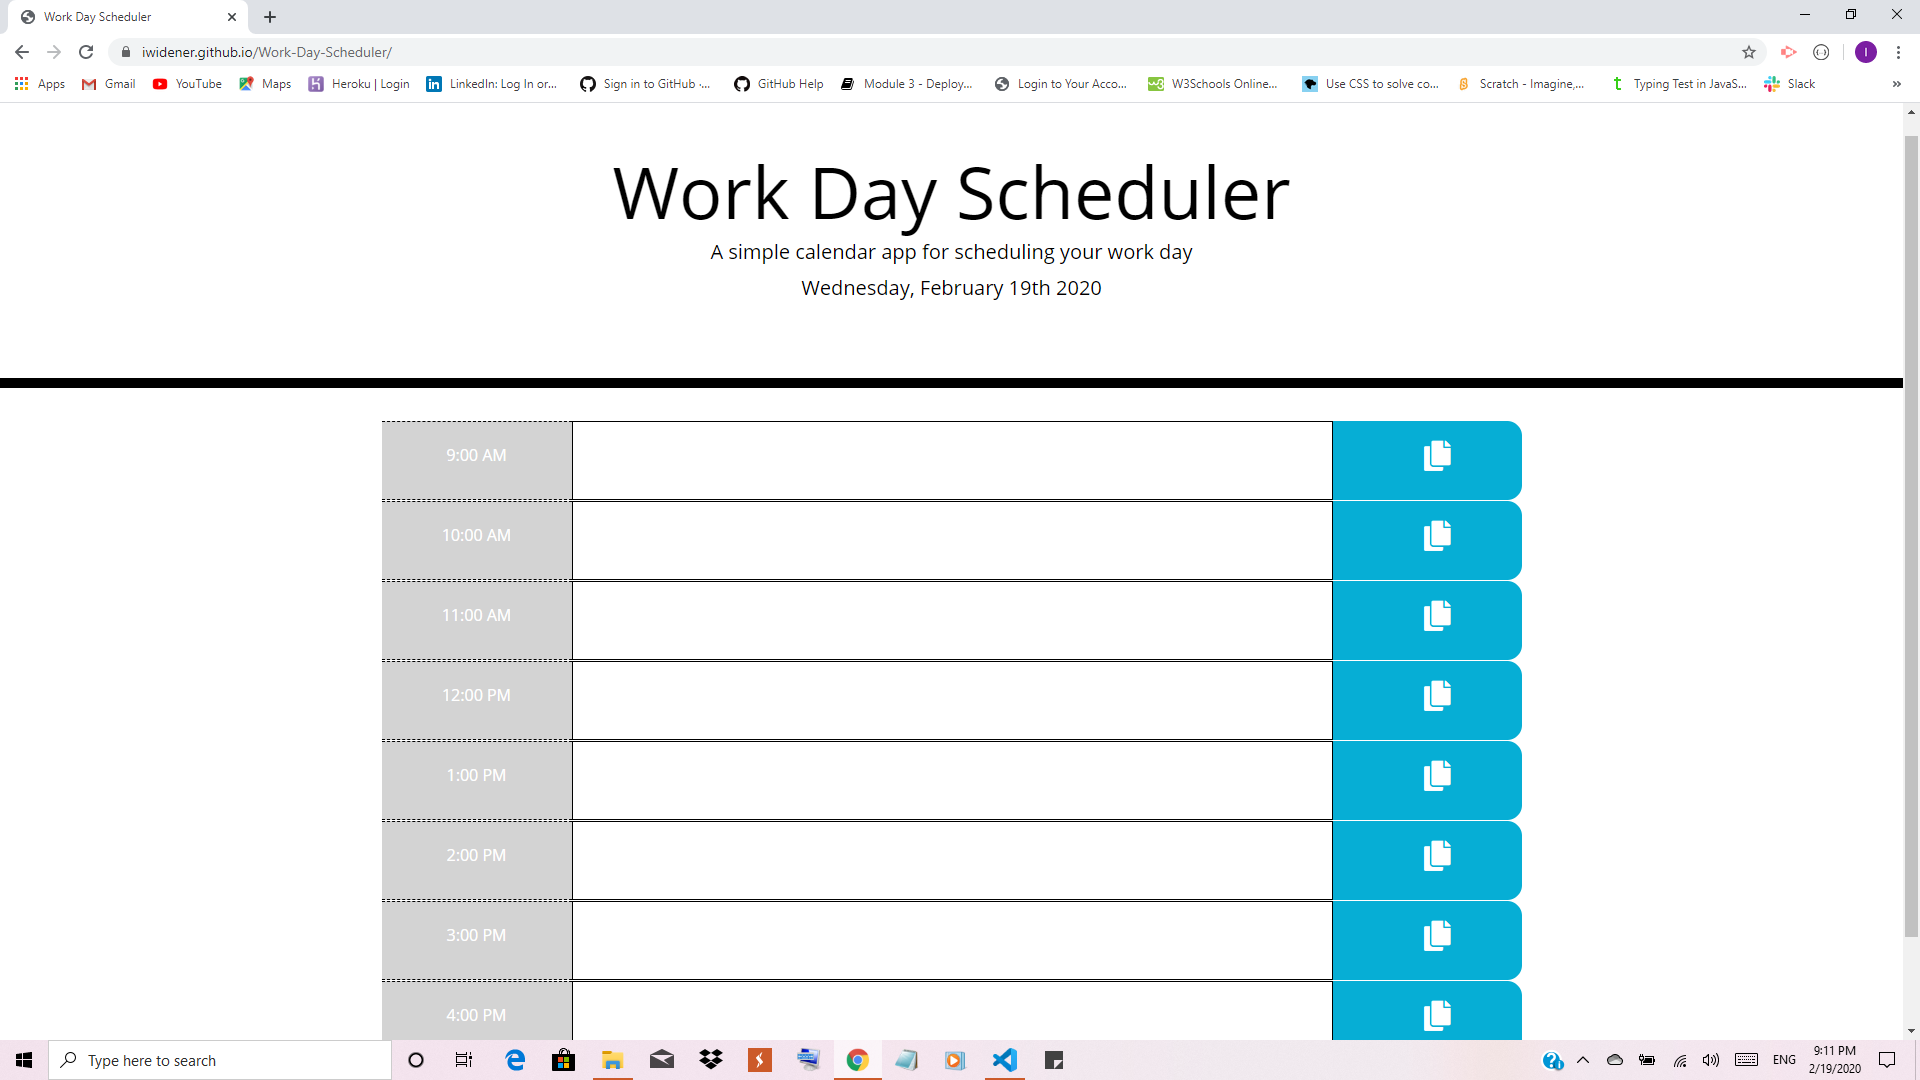 Work Day Scheduler
iwidener.github.io/Work-Day-Scheduler/
Apps Gmail YouTube Maps Heroku | Login LinkedIn: Log In or... Sign in to GitHub ·... GitHub Help Module 3 - Deploy... Login to Your Acco... W3Schools Online... Use CSS to solve co... Scratch - Imagine,... Typing Test in JavaS... Slack »
Work Day Scheduler
A simple calendar app for scheduling your work day
Wednesday, February 19th 2020
9:00 AM
10:00 AM
11:00 AM
12:00 PM
1:00 PM
2:00 PM
3:00 PM
4:00 PM
Type here to search
ENG
9:11 PM
2/19/2020